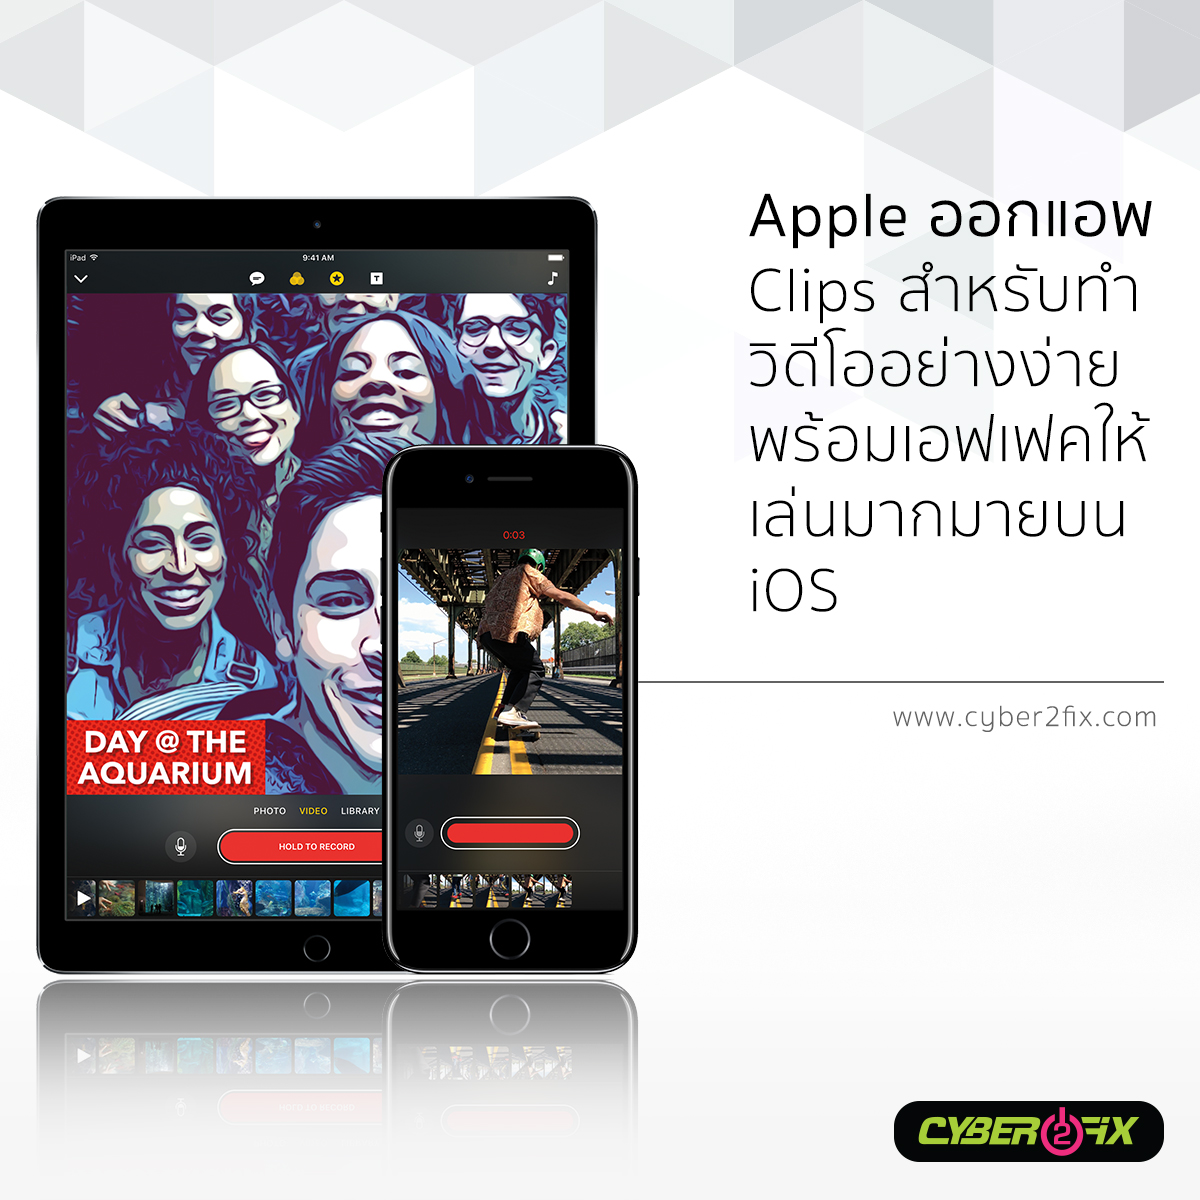 Apple ออกแอพ
Clips สำหรับทำ
วิดีโออย่างง่าย
พร้อมเอฟเฟคให้
เล่นมากมายบน
iOS
www.cyber2fix.com
iPad
9:41 AM
T
DAY @ THE
AQUARIUM
PHOTO VIDEO LIBRARY
HOLD TO RECORD
0:03
CYBER2FIX